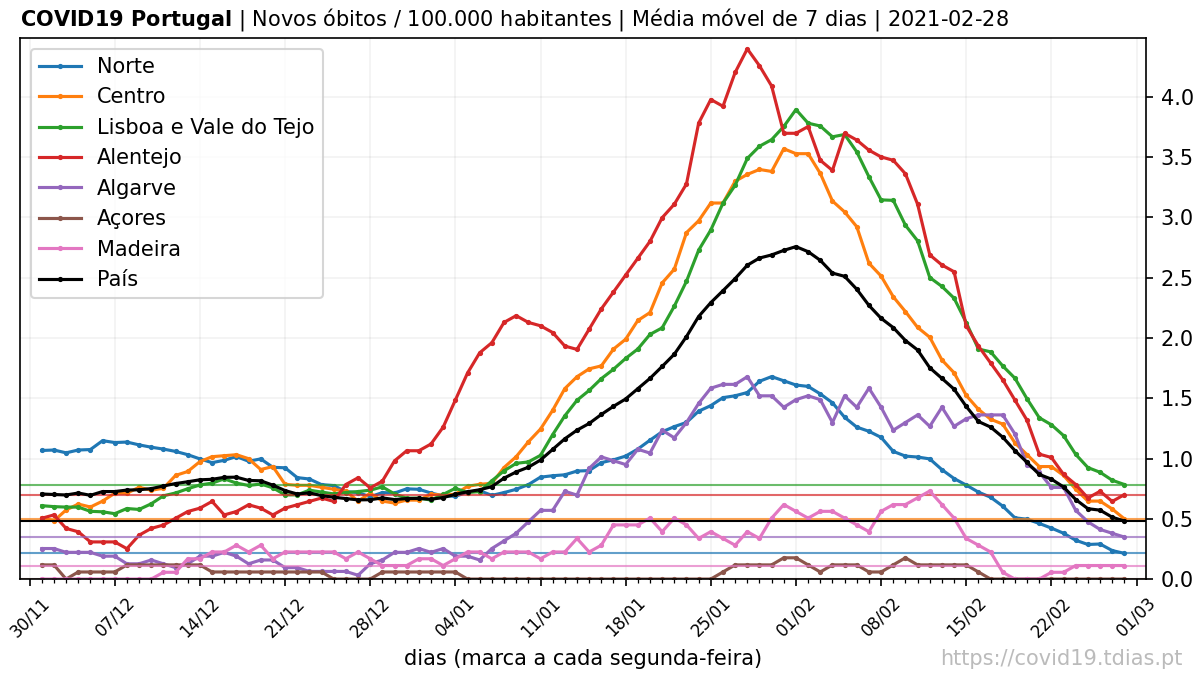 COVID19 Portugal | Novos óbitos / 100.000 habitantes | Média móvel de 7 dias | 2021-02-28
Norte
Centro
Lisboa e Vale do Tejo
Alentejo
Algarve
Açores
Madeira
País
4.0
3.5
3.0
2.5
2.0
1.5
1.0
0.5
0.0
30/11 07/12 14/12 21/12 28/12 04/01 11/01 18/01 25/01 01/02 08/02 15/02 22/02 01/03
dias (marca a cada segunda-feira)
https://covid19.tdias.pt